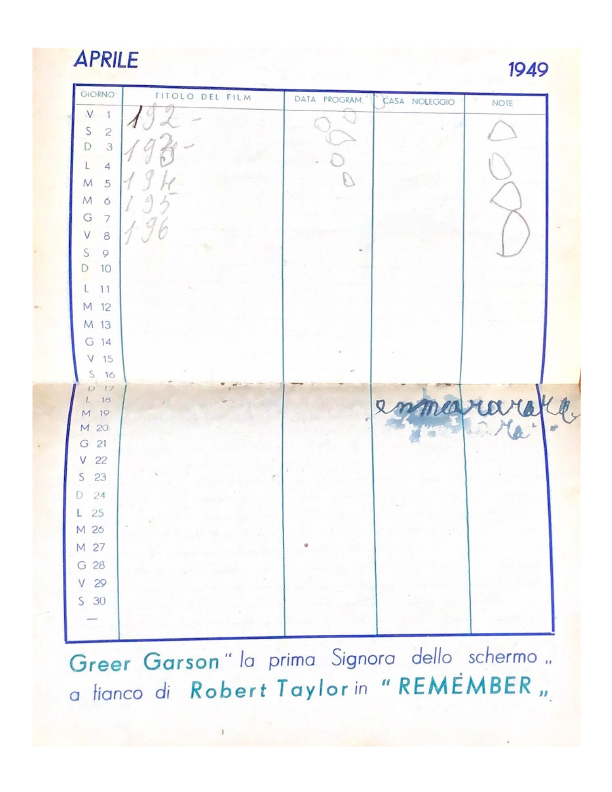 APRILE
1949
GIORNO TITOLO DEL FILM DATA PROGRAM. CASA NOLEGGIO NOTE
V 1 192 -
S 2
D 3 193 -
L 4
M 5 194
M 6 195
G 7
V 8 196
S 9
D 10
L 11
M 12
M 13
G 14
V 15
S 16
D 17
L 18
M 19
M 20
G 21
V 22
S 23
D 24
L 25
M 26
M 27
G 28
V 29
S 30
—
Greer Garson " la prima Signora dello schermo „
a fianco di Robert Taylor in " REMEMBER „